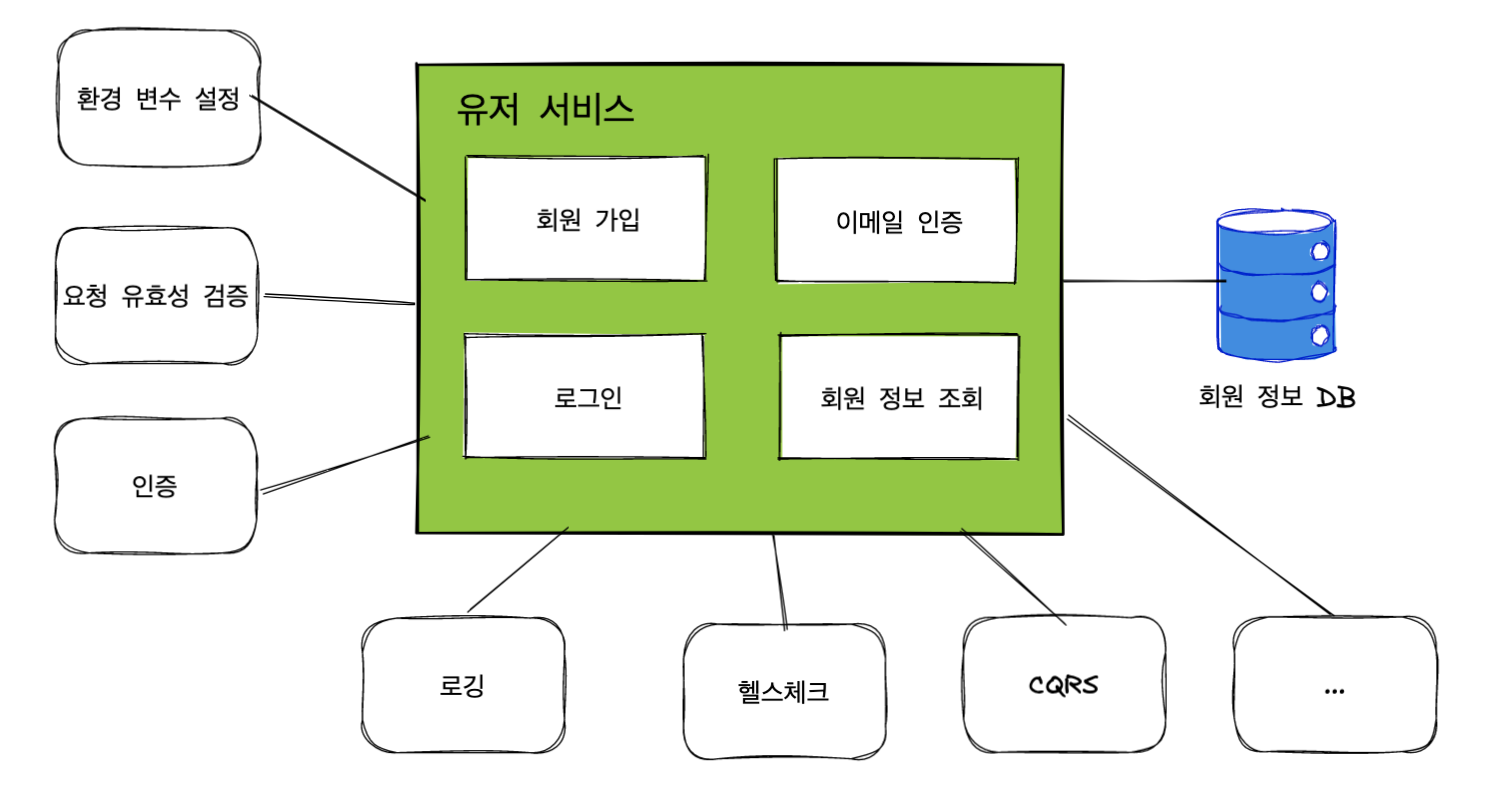 환경 변수 설정
유저 서비스
회원 가입
이메일 인증
요청 유효성 검증
로그인
회원 정보 조회
회원 정보 DB
인증
로깅
헬스체크
CQRS
...